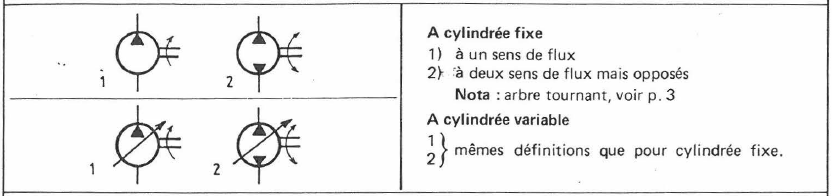 1
2
1
2
A cylindrée fixe
1) à un sens de flux
2) à deux sens de flux mais opposés
Nota : arbre tournant, voir p. 3
A cylindrée variable
1
2 } mêmes définitions que pour cylindrée fixe.